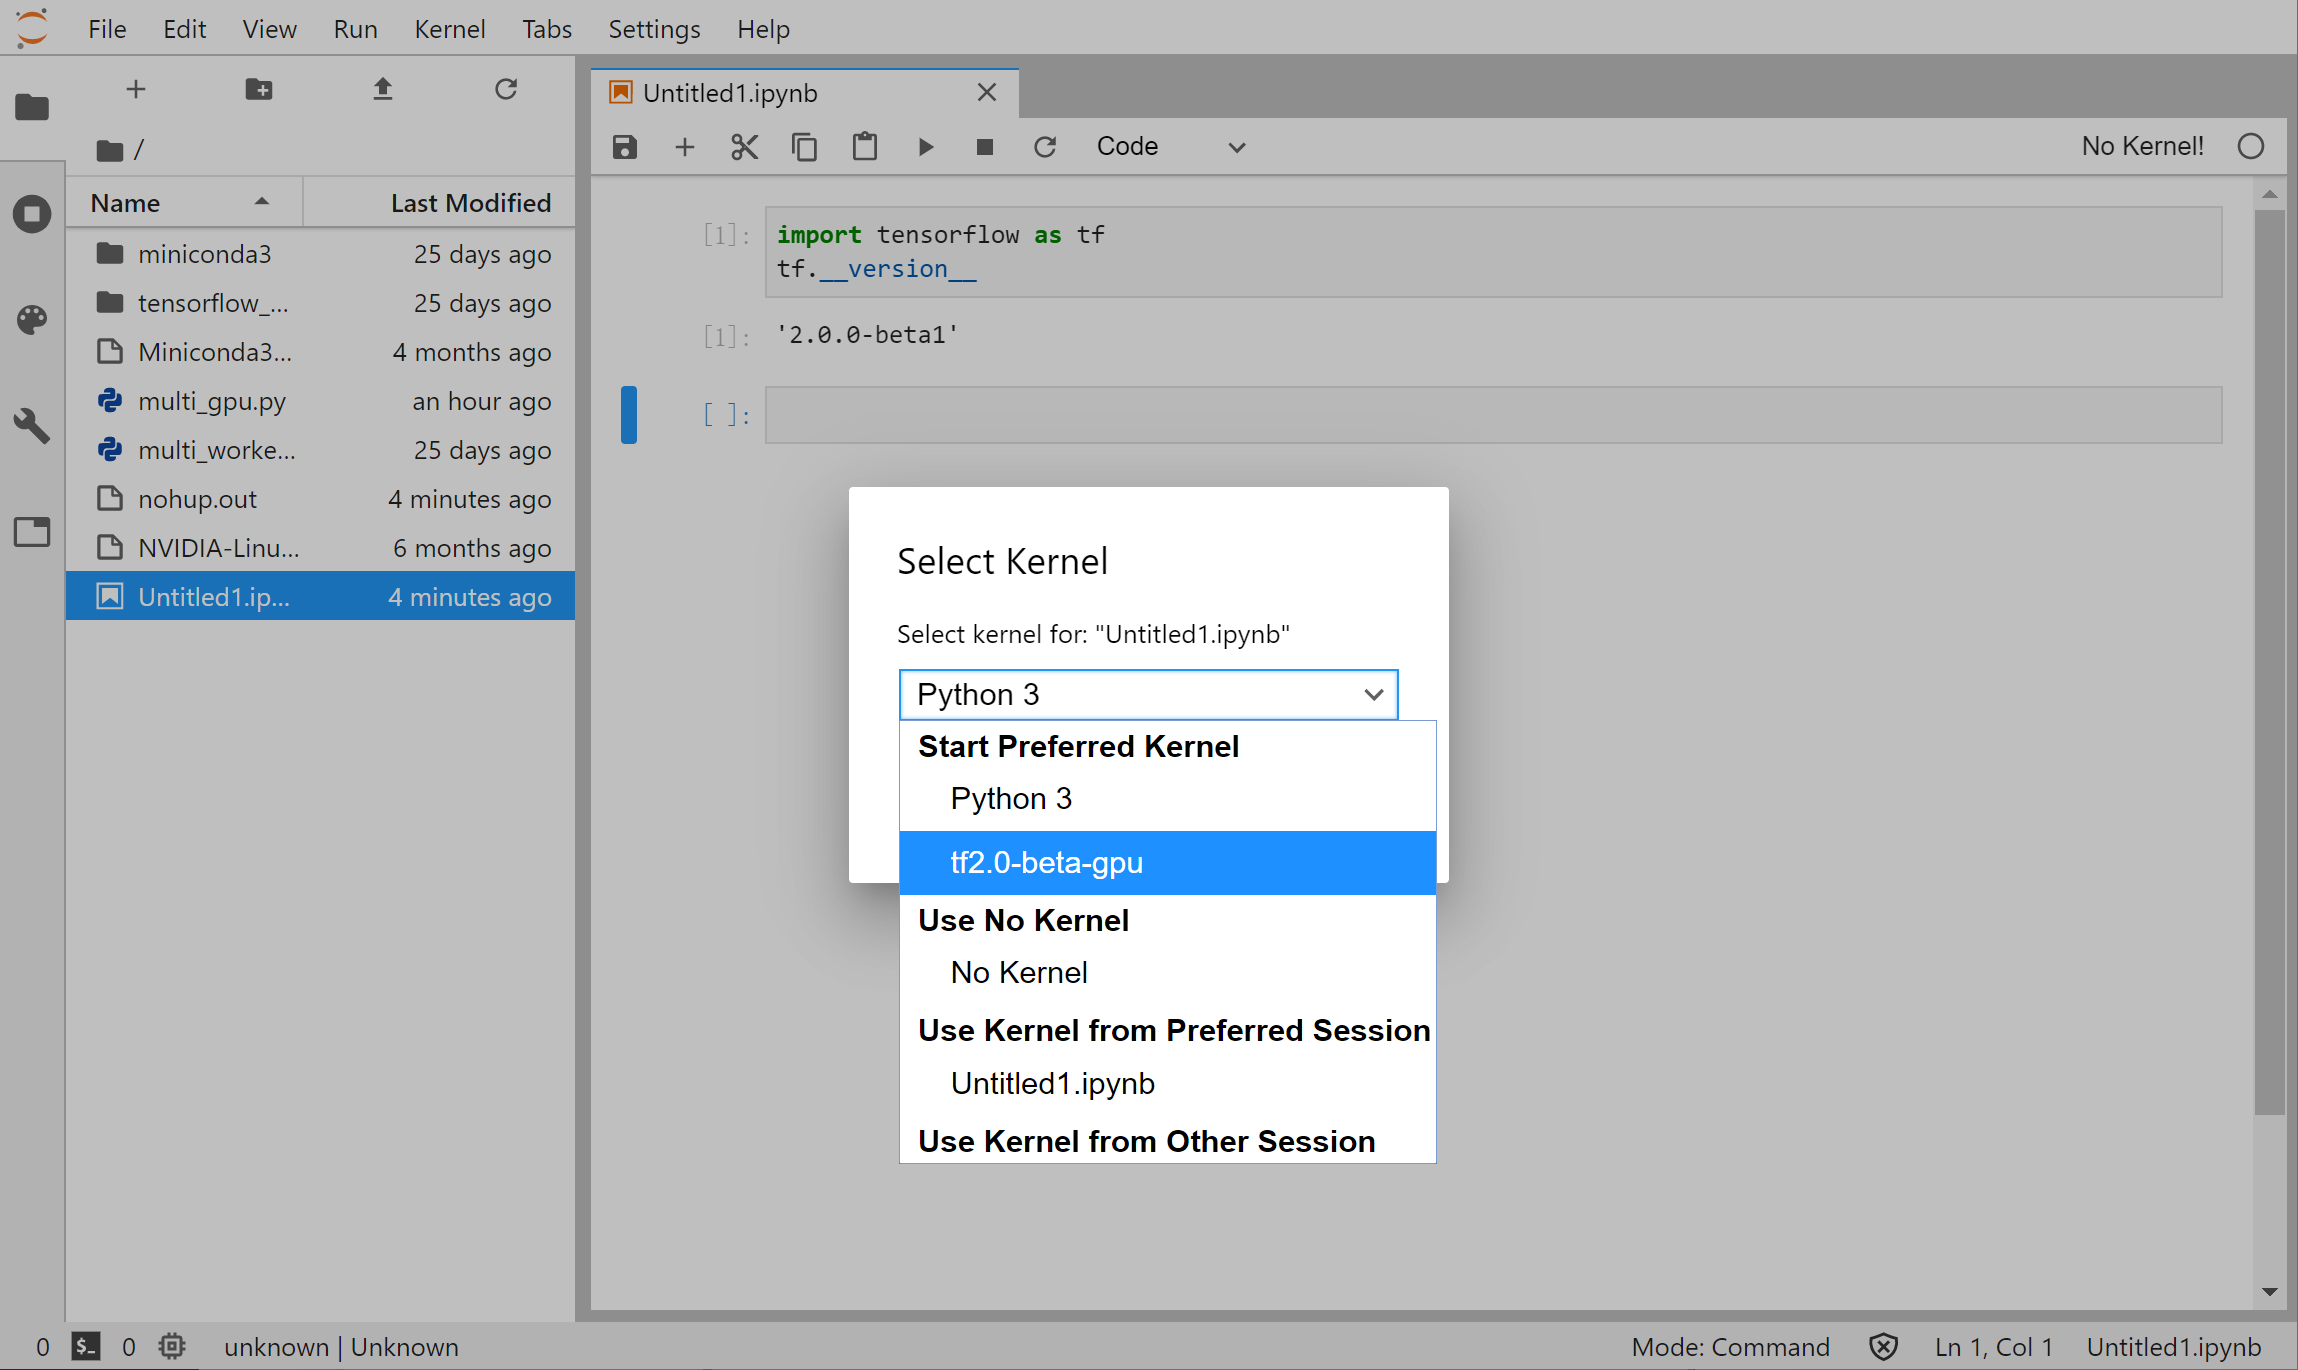 File Edit View Run Kernel Tabs Settings Help
Untitled1.ipynb
/
Code
No Kernel!
Name Last Modified
miniconda3 25 days ago
tensorflow_... 25 days ago
Miniconda3... 4 months ago
multi_gpu.py an hour ago
multi_worke... 25 days ago
nohup.out 4 minutes ago
NVIDIA-Linu... 6 months ago
Untitled1.ip... 4 minutes ago
[1]: import tensorflow as tf
tf.__version__
[1]: '2.0.0-beta1'
[ ]:
Select Kernel
Select kernel for: "Untitled1.ipynb"
Python 3
Start Preferred Kernel
Python 3
tf2.0-beta-gpu
Use No Kernel
No Kernel
Use Kernel from Preferred Session
Untitled1.ipynb
Use Kernel from Other Session
0 $_ 0 unknown | Unknown
Mode: Command Ln 1, Col 1 Untitled1.ipynb